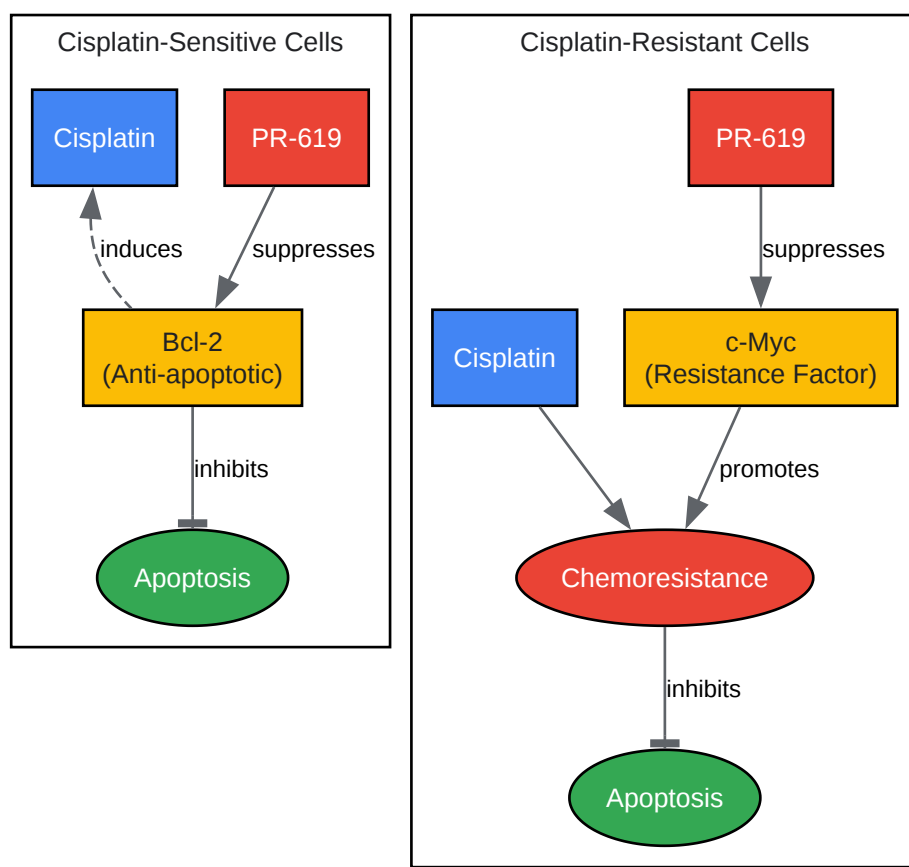 Cisplatin-Sensitive Cells
Cisplatin
PR-619
induces
suppresses
Bcl-2
(Anti-apoptotic)
inhibits
Apoptosis
Cisplatin-Resistant Cells
PR-619
suppresses
Cisplatin
c-Myc
(Resistance Factor)
promotes
Chemoresistance
inhibits
Apoptosis